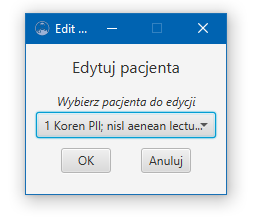 Edit ...
Edytuj pacjenta
Wybierz pacjenta do edycji
1 Koren PII; nisl aenean lectu...
OK
Anuluj